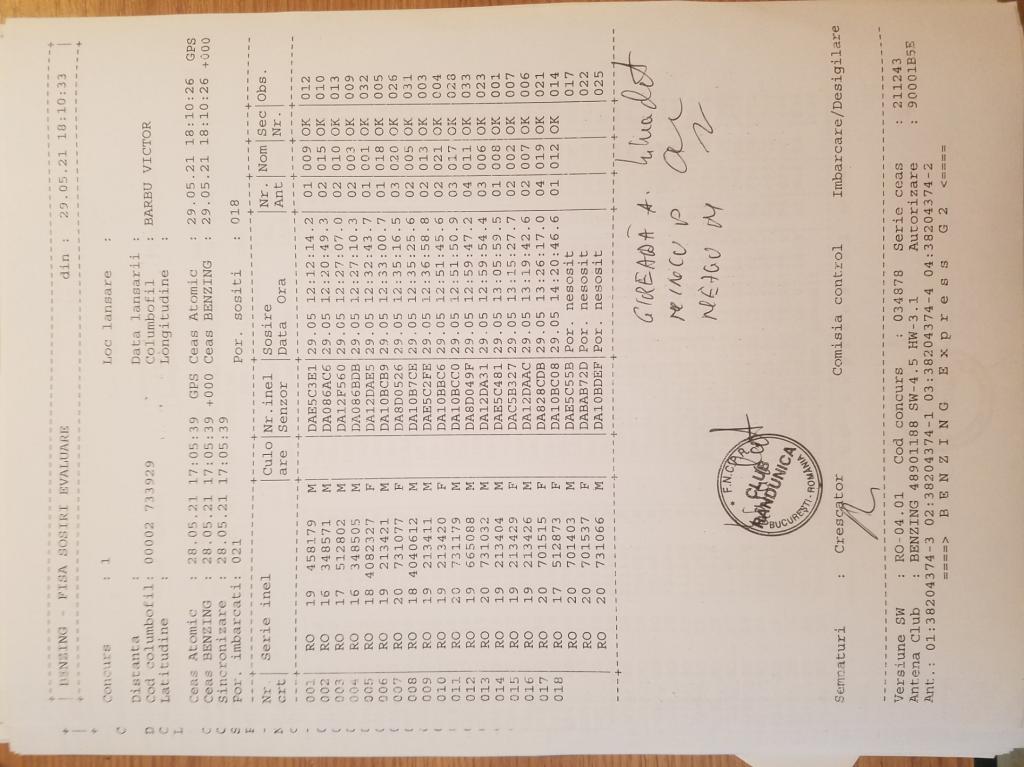 BENZING - FISA SOSIRI EVALUARE din : 29.05.21 18:10:33
Concurs : 1 Loc lansare :
Distanta : Data lansarii :
Cod columbofil: 00002 733929 Columbofil : BARBU VICTOR
Latitudine : Longitudine :
Ceas Atomic : 28.05.21 17:05:39 GPS Ceas Atomic : 29.05.21 18:10:26 GPS
Ceas BENZING : 28.05.21 17:05:39 +000 Ceas BENZING : 29.05.21 18:10:26 +000
Sincronizare : 28.05.21 17:05:39
Por. imbarcati: 021 Por. sositi : 018
Nr. | Serie inel |Culo|Nr.inel |Sosire |Nr. |Nom|Sec|Obs.
crt | |are |Senzor |Data Ora |Ant | |Nr.|
001 RO 19 458179 M DAE5C3E1 29.05 12:12:14.2 01 009 OK 012
002 RO 16 348571 M DA086AC6 29.05 12:20:49.3 02 015 OK 010
003 RO 17 512802 M DA12F560 29.05 12:27:07.0 02 010 OK 013
004 RO 16 348505 M DA086BDB 29.05 12:27:10.3 02 003 OK 009
005 RO 18 4082327 F DA12DAE5 29.05 12:32:43.7 01 001 OK 032
006 RO 19 213421 M DA10BCB9 29.05 12:33:00.7 01 018 OK 005
007 RO 20 731077 F DA8D0526 29.05 12:35:16.5 03 020 OK 026
008 RO 18 4040612 M DA10B7CE 29.05 12:35:25.6 02 005 OK 031
009 RO 19 213411 M DAE5C2FE 29.05 12:36:58.8 02 013 OK 003
010 RO 19 213420 F DA10BBC6 29.05 12:51:45.6 02 021 OK 004
011 RO 20 731179 M DA10BCC0 29.05 12:51:50.9 03 017 OK 028
012 RO 19 665088 M DA8D049F 29.05 12:59:47.2 04 011 OK 033
013 RO 20 731032 M DA12DA31 29.05 12:59:54.4 03 006 OK 023
014 RO 19 213404 M DAE5C481 29.05 13:05:59.5 01 008 OK 001
015 RO 19 213429 F DAC5B327 29.05 13:15:27.7 02 002 OK 007
016 RO 19 213426 M DA12DAAC 29.05 13:19:42.6 02 007 OK 006
017 RO 20 701515 F DA828CDB 29.05 13:26:17.0 04 019 OK 021
018 RO 17 512873 F DA10BC08 29.05 14:20:46.6 01 012 OK 014
RO 20 701403 M DAE5C55B Por. nesosit 017
RO 20 701537 F DABAB72D Por. nesosit 022
RO 20 731066 M DA10BDEF Por. nesosit 025
F.N.C.P.R.
CLUB
RANDUNICA
BUCUREŞTI-ROMANIA
Semnaturi : Crescator Comisia control Imbarcare/Desigilare
Versiune SW : RO-04.01 Cod concurs : 034878 Serie ceas : 211243
Antena Club : BENZING 48901188 SW-4.5 HW-3.1 Autorizare : 90001B5E
Ant.: 01:38204374-3 02:38204374-1 03:38204374-4 04:38204374-2
====> B E N Z I N G E x p r e s s G 2 <====